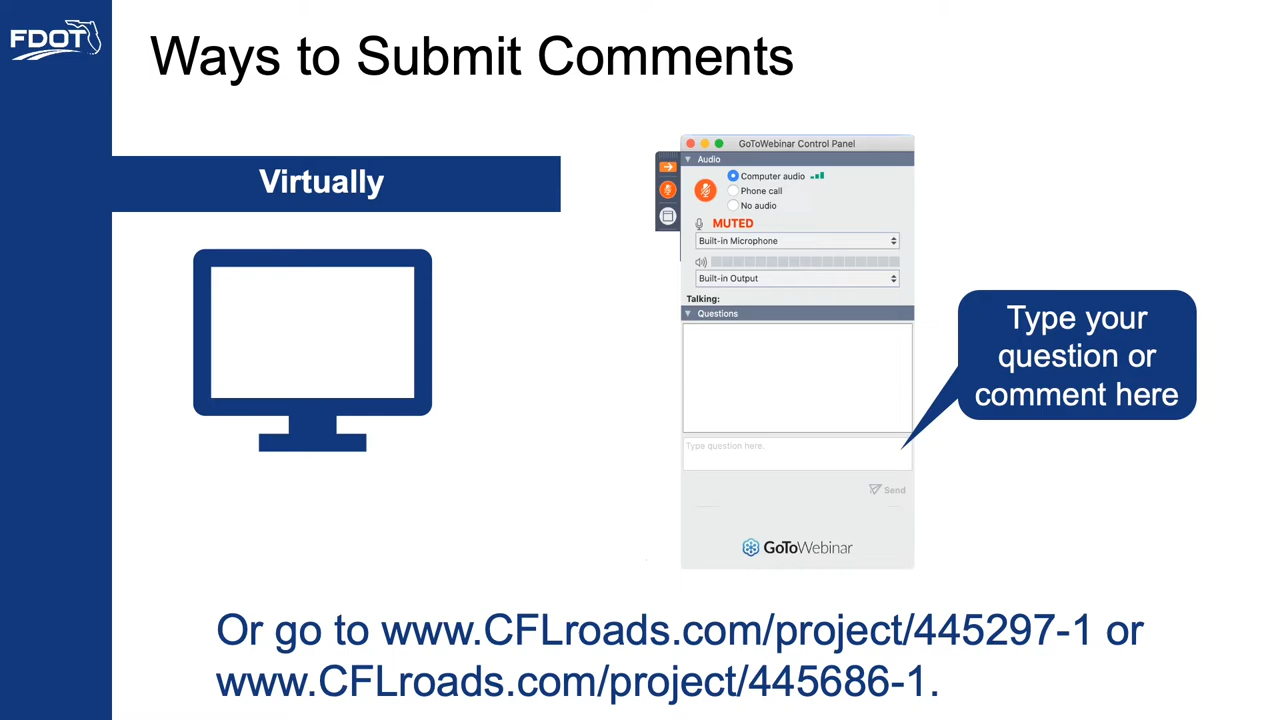 FDOT
Ways to Submit Comments
Virtually
GoToWebinar Control Panel
Audio
Computer audio
Phone call
No audio
MUTED
Built-in Microphone
Built-in Output
Talking:
Questions
Type your
question or
comment here
Type question here.
Send
GoToWebinar
Or go to www.CFLroads.com/project/445297-1 or
www.CFLroads.com/project/445686-1.